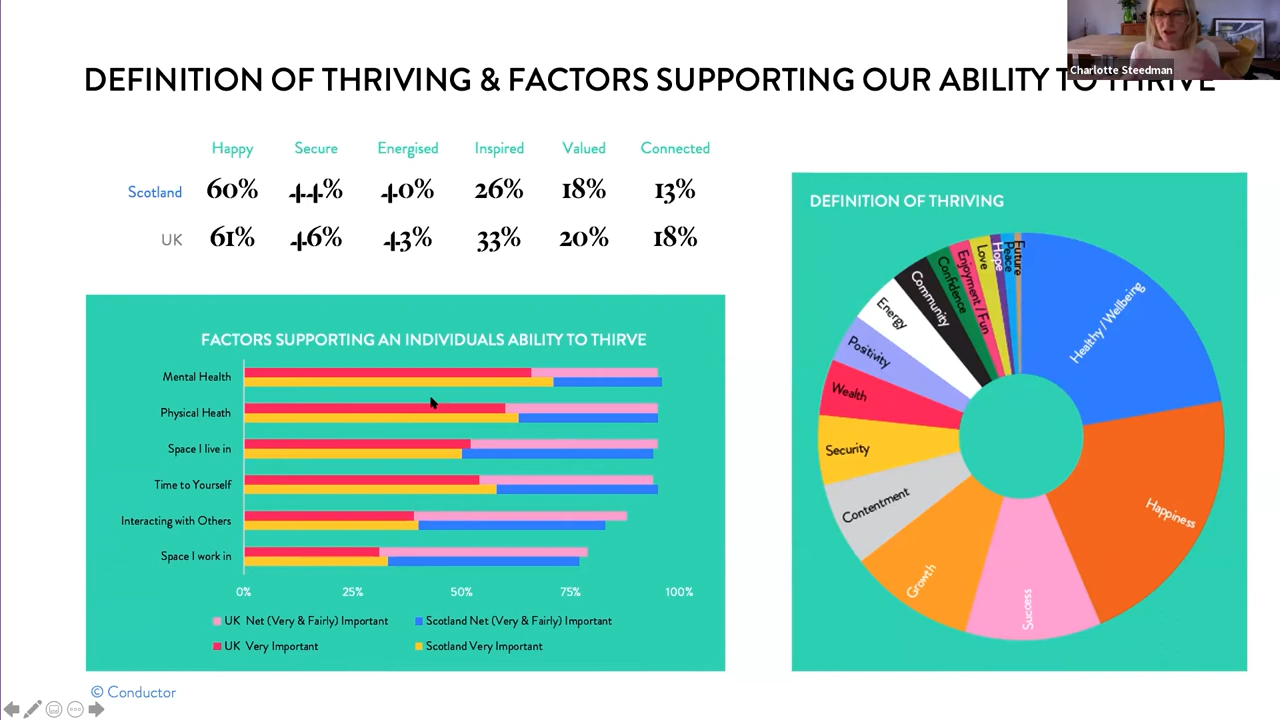 DEFINITION OF THRIVING & FACTORS SUPPORTING OUR ABILITY TO THRIVE
Charlotte Steedman
Happy Secure Energised Inspired Valued Connected
Scotland 60% 44% 40% 26% 18% 13%
UK 61% 46% 43% 33% 20% 18%
FACTORS SUPPORTING AN INDIVIDUALS ABILITY TO THIRVE
Mental Health
Physical Heath
Space I live in
Time to Yourself
Interacting with Others
Space I work in
0% 25% 50% 75% 100%
UK Net (Very & Fairly) Important
Scotland Net (Very & Fairly) Important
UK Very Important
Scotland Very Important
DEFINITION OF THRIVING
Healthy / Wellbeing
Happiness
Success
Growth
Contentment
Security
Wealth
Positivity
Energy
Community
Confidence
Enjoyment / Fun
Love
Hope
Peace
Future
© Conductor